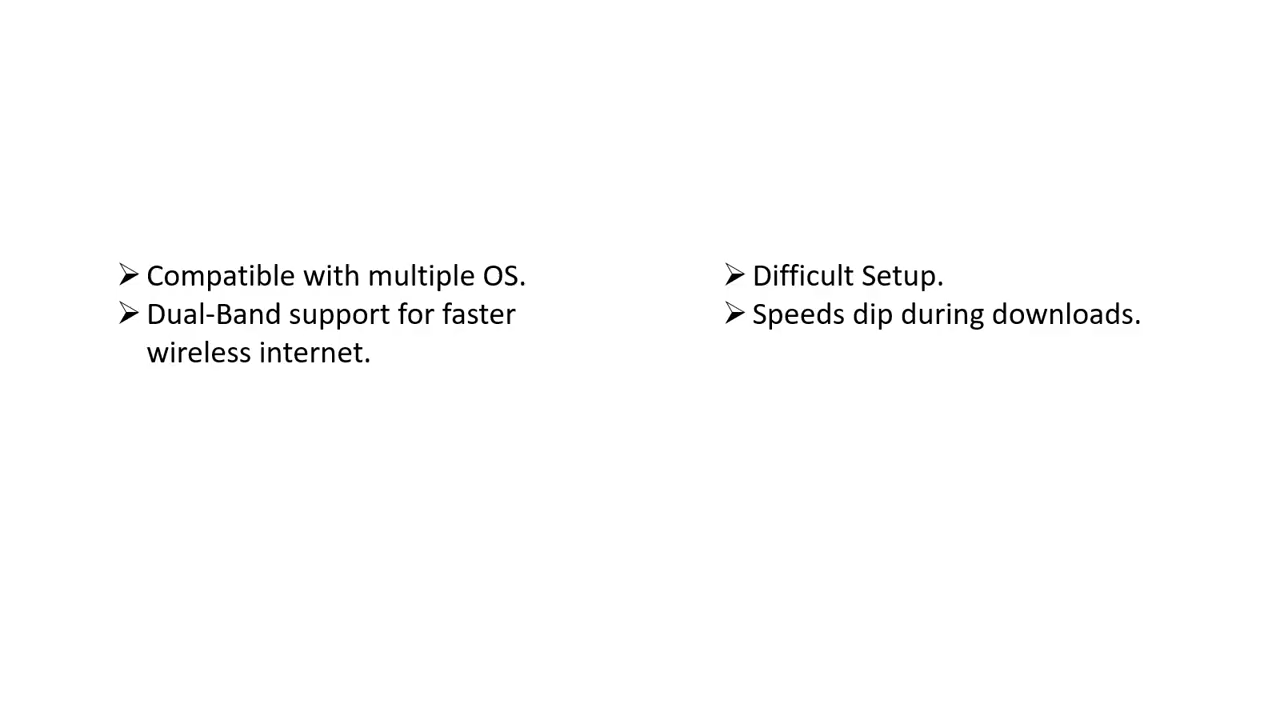 ➢ Compatible with multiple OS.
➢ Dual-Band support for faster
wireless internet.
➢ Difficult Setup.
➢ Speeds dip during downloads.